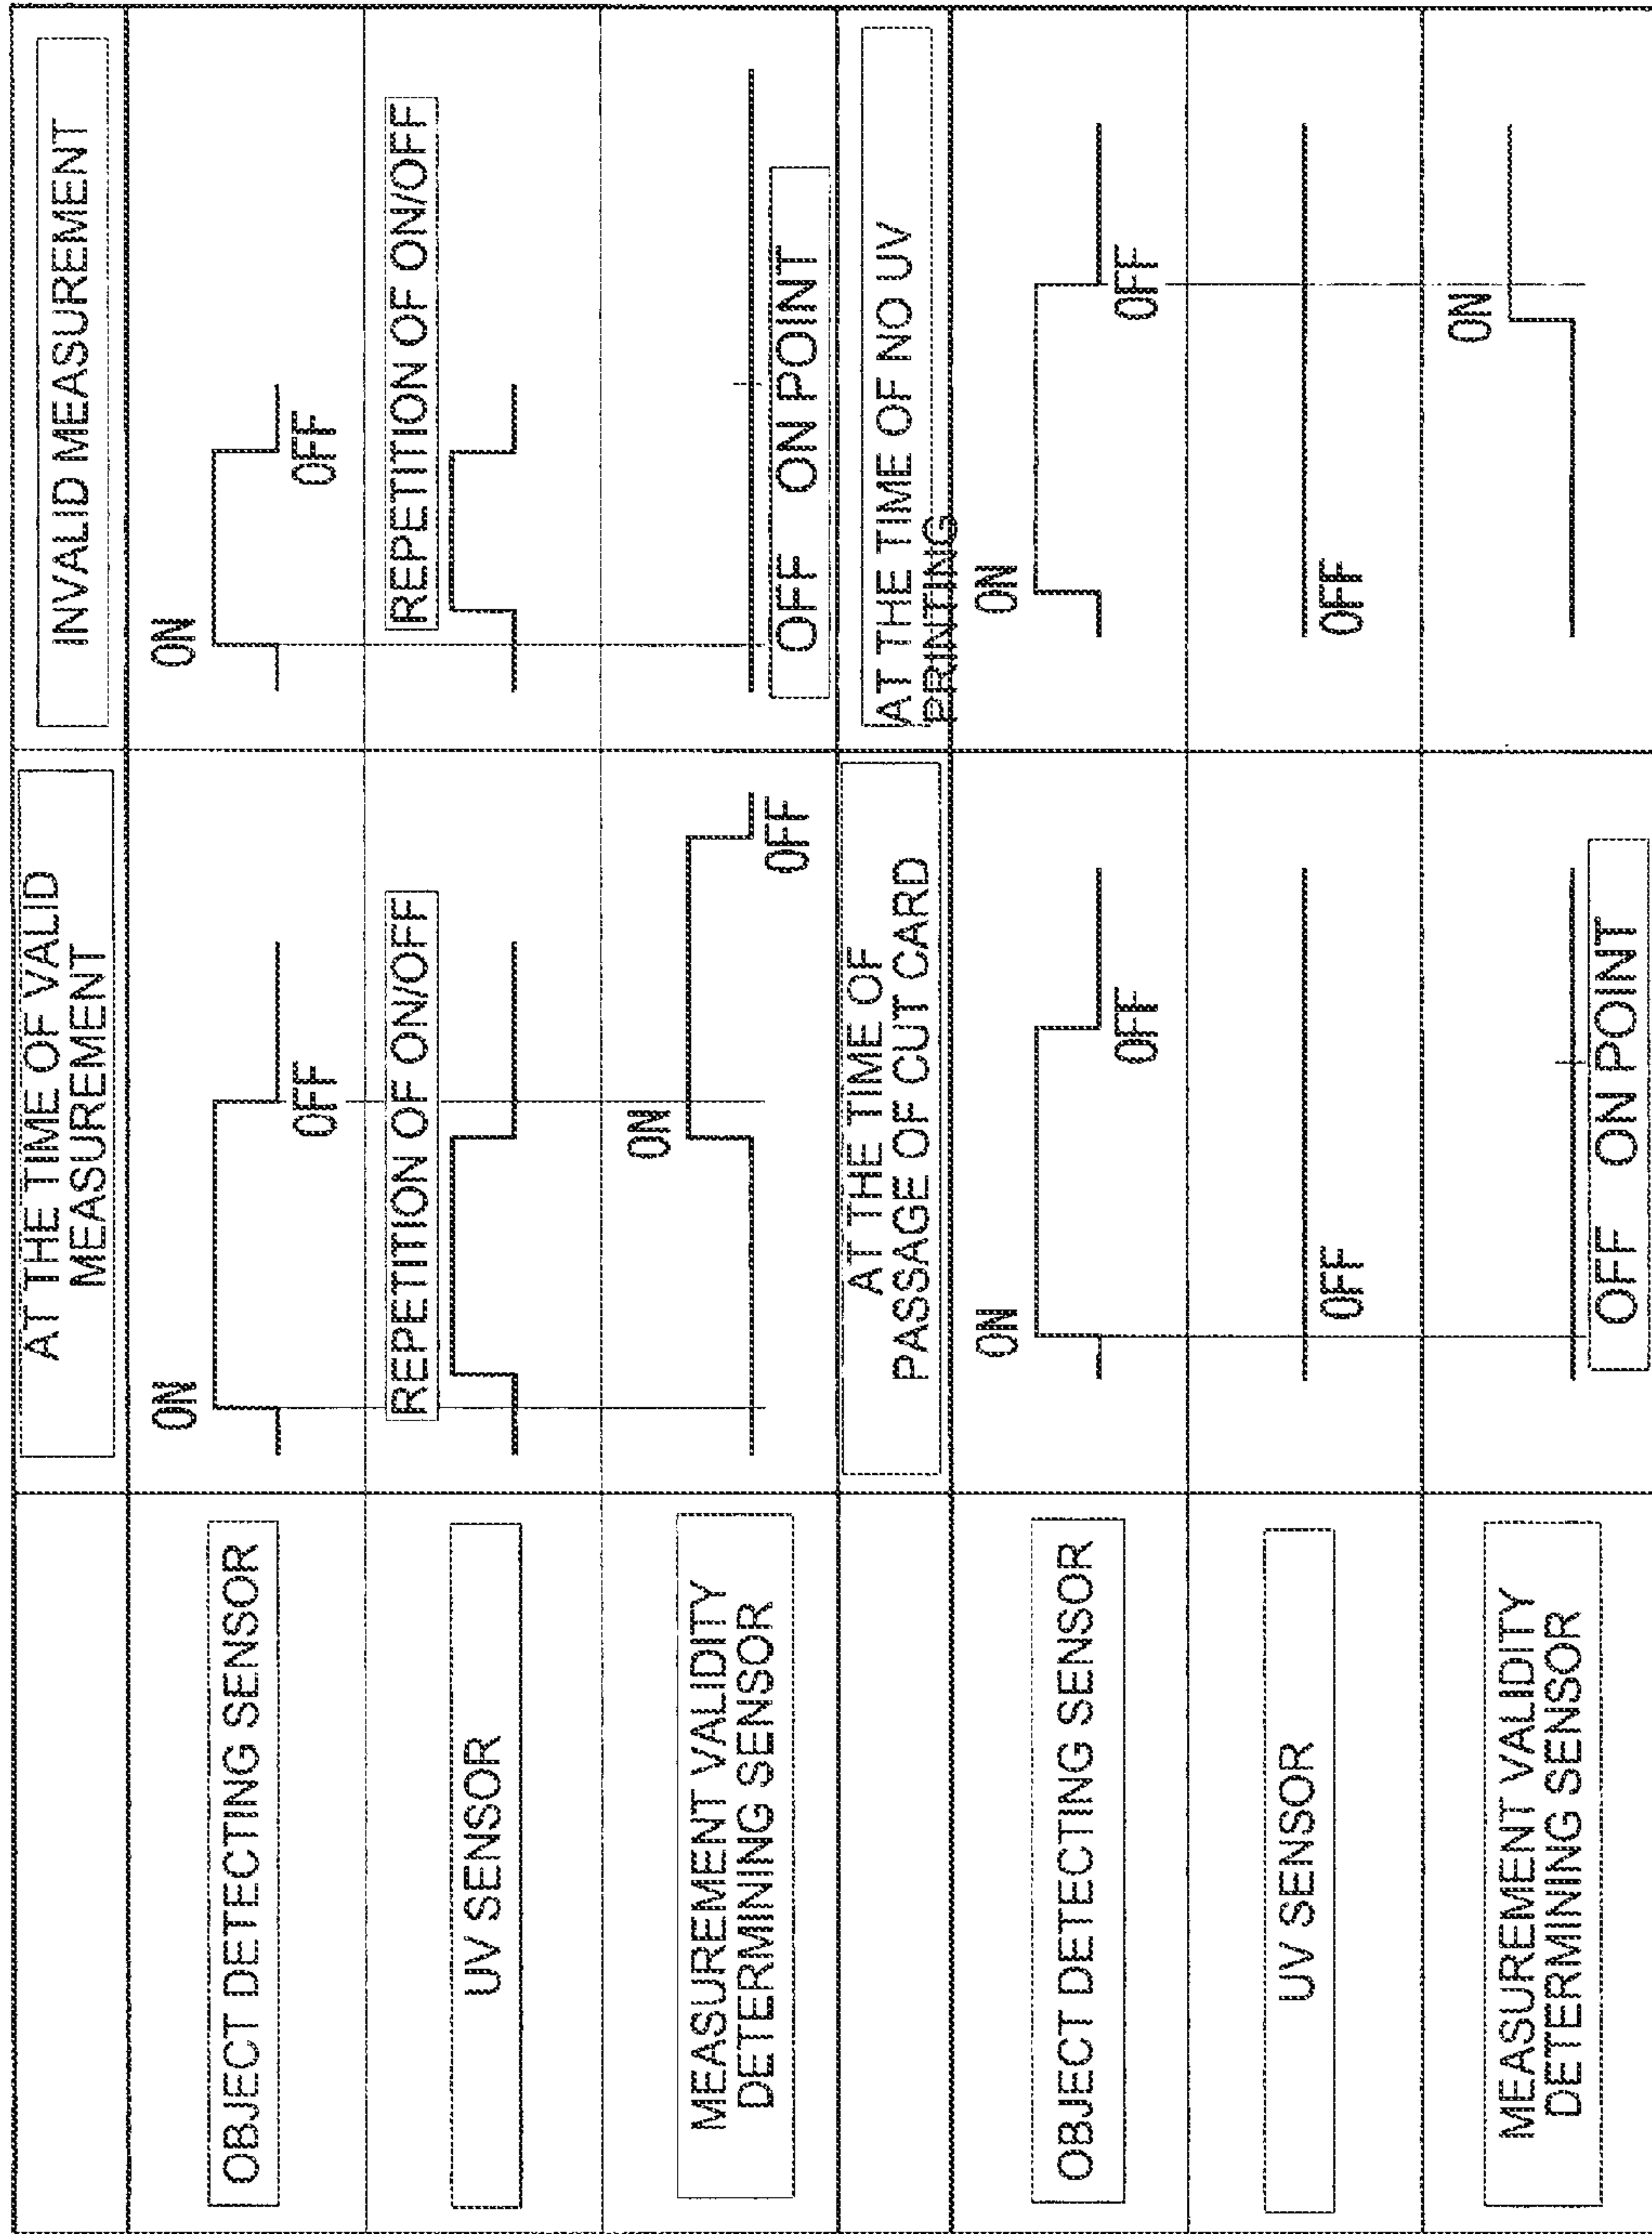 AT THE TIME OF VALID
MEASUREMENT
INVALID MEASUREMENT
OBJECT DETECTING SENSOR
ON
OFF
ON
OFF
UV SENSOR
REPETITION OF ON/OFF
REPETITION OF ON/OFF
MEASUREMENT VALIDITY
DETERMINING SENSOR
ON
OFF
OFF ON POINT
AT THE TIME OF
PASSAGE OF CUT CARD
AT THE TIME OF NO UV
PRINTING
OBJECT DETECTING SENSOR
ON
OFF
ON
OFF
UV SENSOR
OFF
OFF
MEASUREMENT VALIDITY
DETERMINING SENSOR
OFF ON POINT
ON